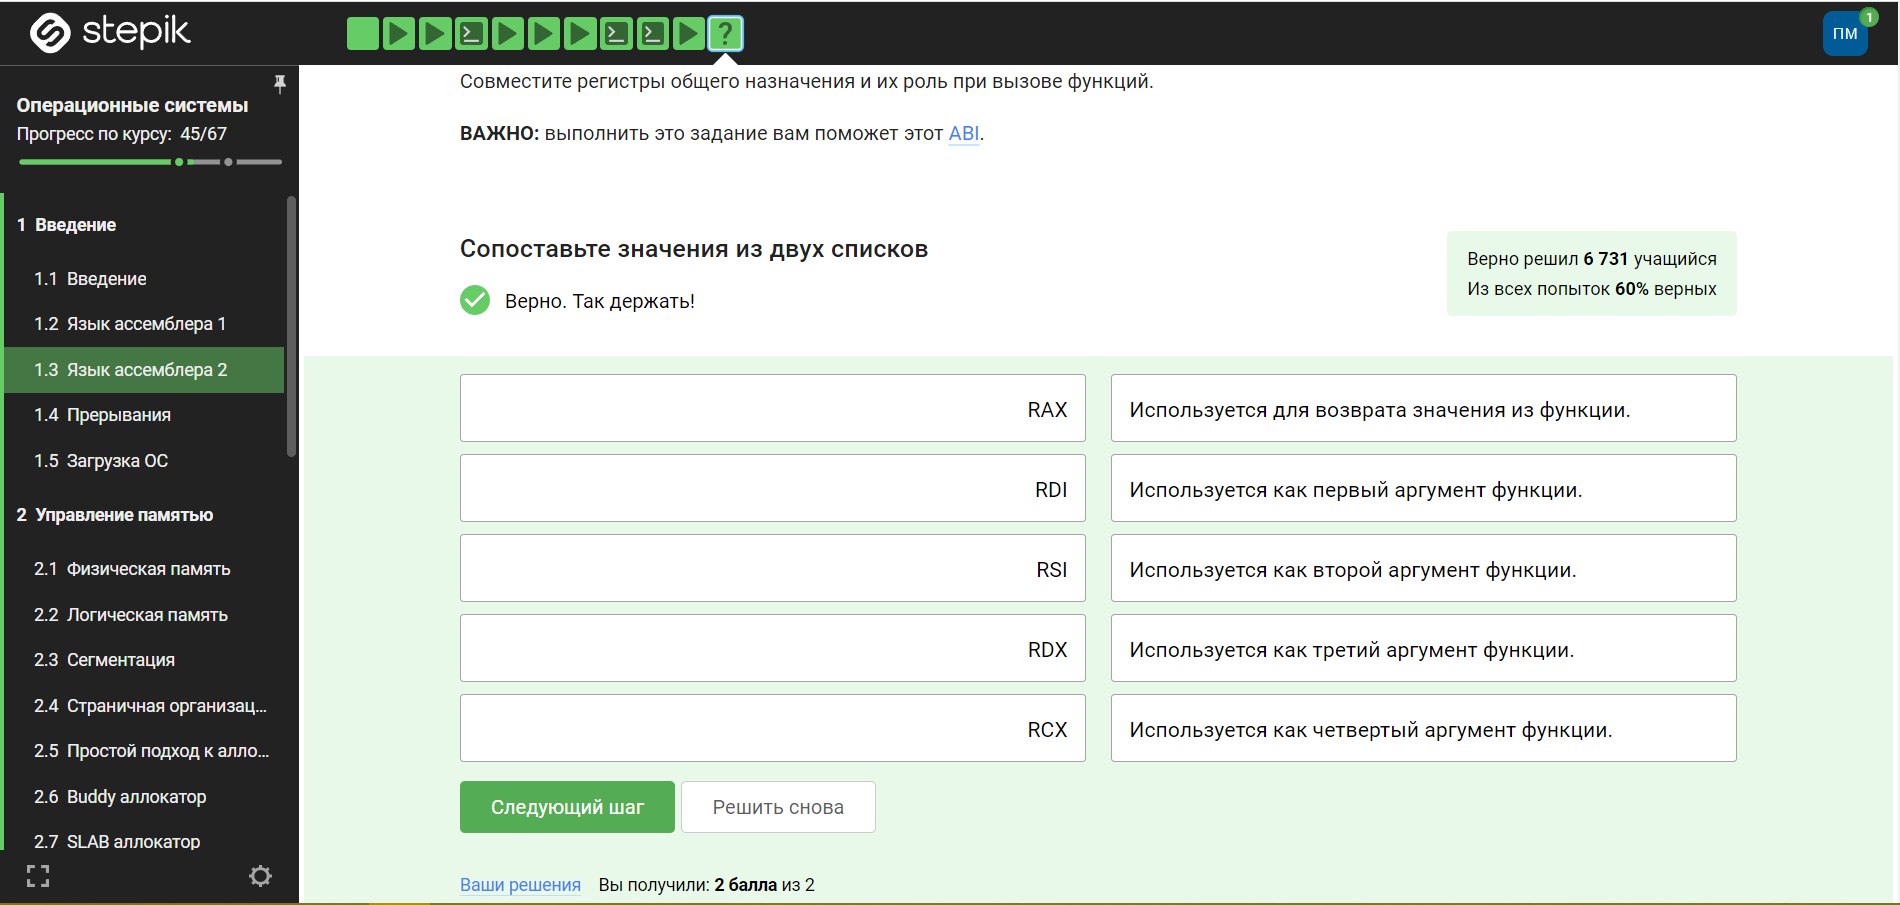 stepik
?
ПМ
1
Операционные системы
Прогресс по курсу: 45/67
1 Введение
1.1 Введение
1.2 Язык ассемблера 1
1.3 Язык ассемблера 2
1.4 Прерывания
1.5 Загрузка ОС
2 Управление памятью
2.1 Физическая память
2.2 Логическая память
2.3 Сегментация
2.4 Страничная организац...
2.5 Простой подход к алло...
2.6 Buddy аллокатор
2.7 SLAB аллокатор
Совместите регистры общего назначения и их роль при вызове функций.
ВАЖНО: выполнить это задание вам поможет этот ABI.
Сопоставьте значения из двух списков
Верно. Так держать!
Верно решил 6 731 учащийся
Из всех попыток 60% верных
RAX Используется для возврата значения из функции.
RDI Используется как первый аргумент функции.
RSI Используется как второй аргумент функции.
RDX Используется как третий аргумент функции.
RCX Используется как четвертый аргумент функции.
Следующий шаг Решить снова
Ваши решения Вы получили: 2 балла из 2